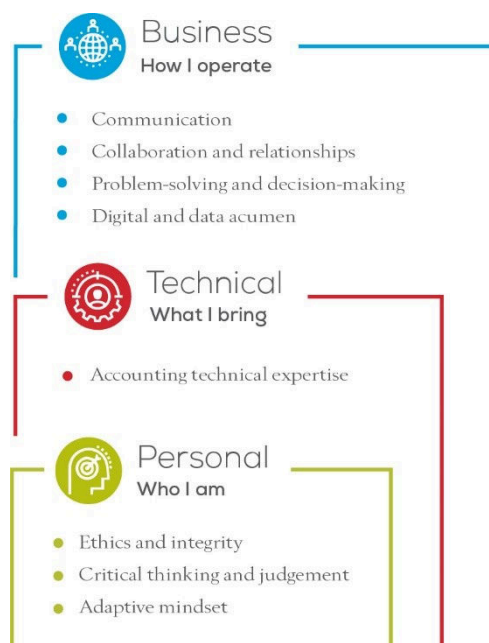 Business
How I operate
Communication
Collaboration and relationships
Problem-solving and decision-making
Digital and data acumen
Technical
What I bring
Accounting technical expertise
Personal
Who I am
Ethics and integrity
Critical thinking and judgement
Adaptive mindset